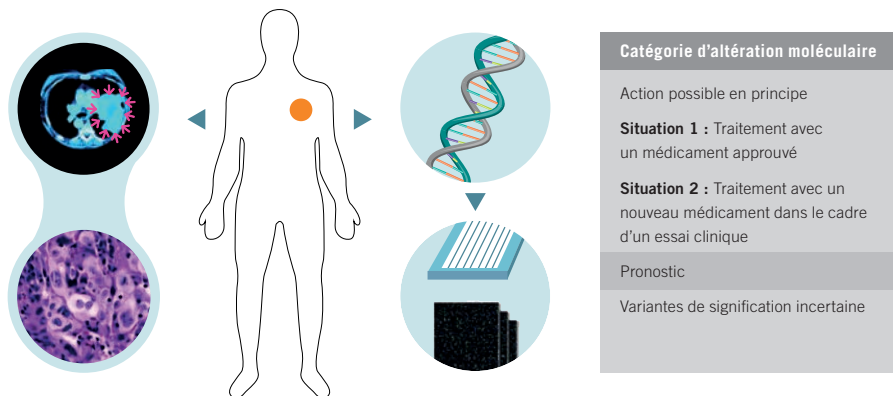 Catégorie d'altération moléculaire
Action possible en principe
Situation 1 : Traitement avec
un médicament approuvé
Situation 2 : Traitement avec un
nouveau médicament dans le cadre
d'un essai clinique
Pronostic
Variantes de signification incertaine